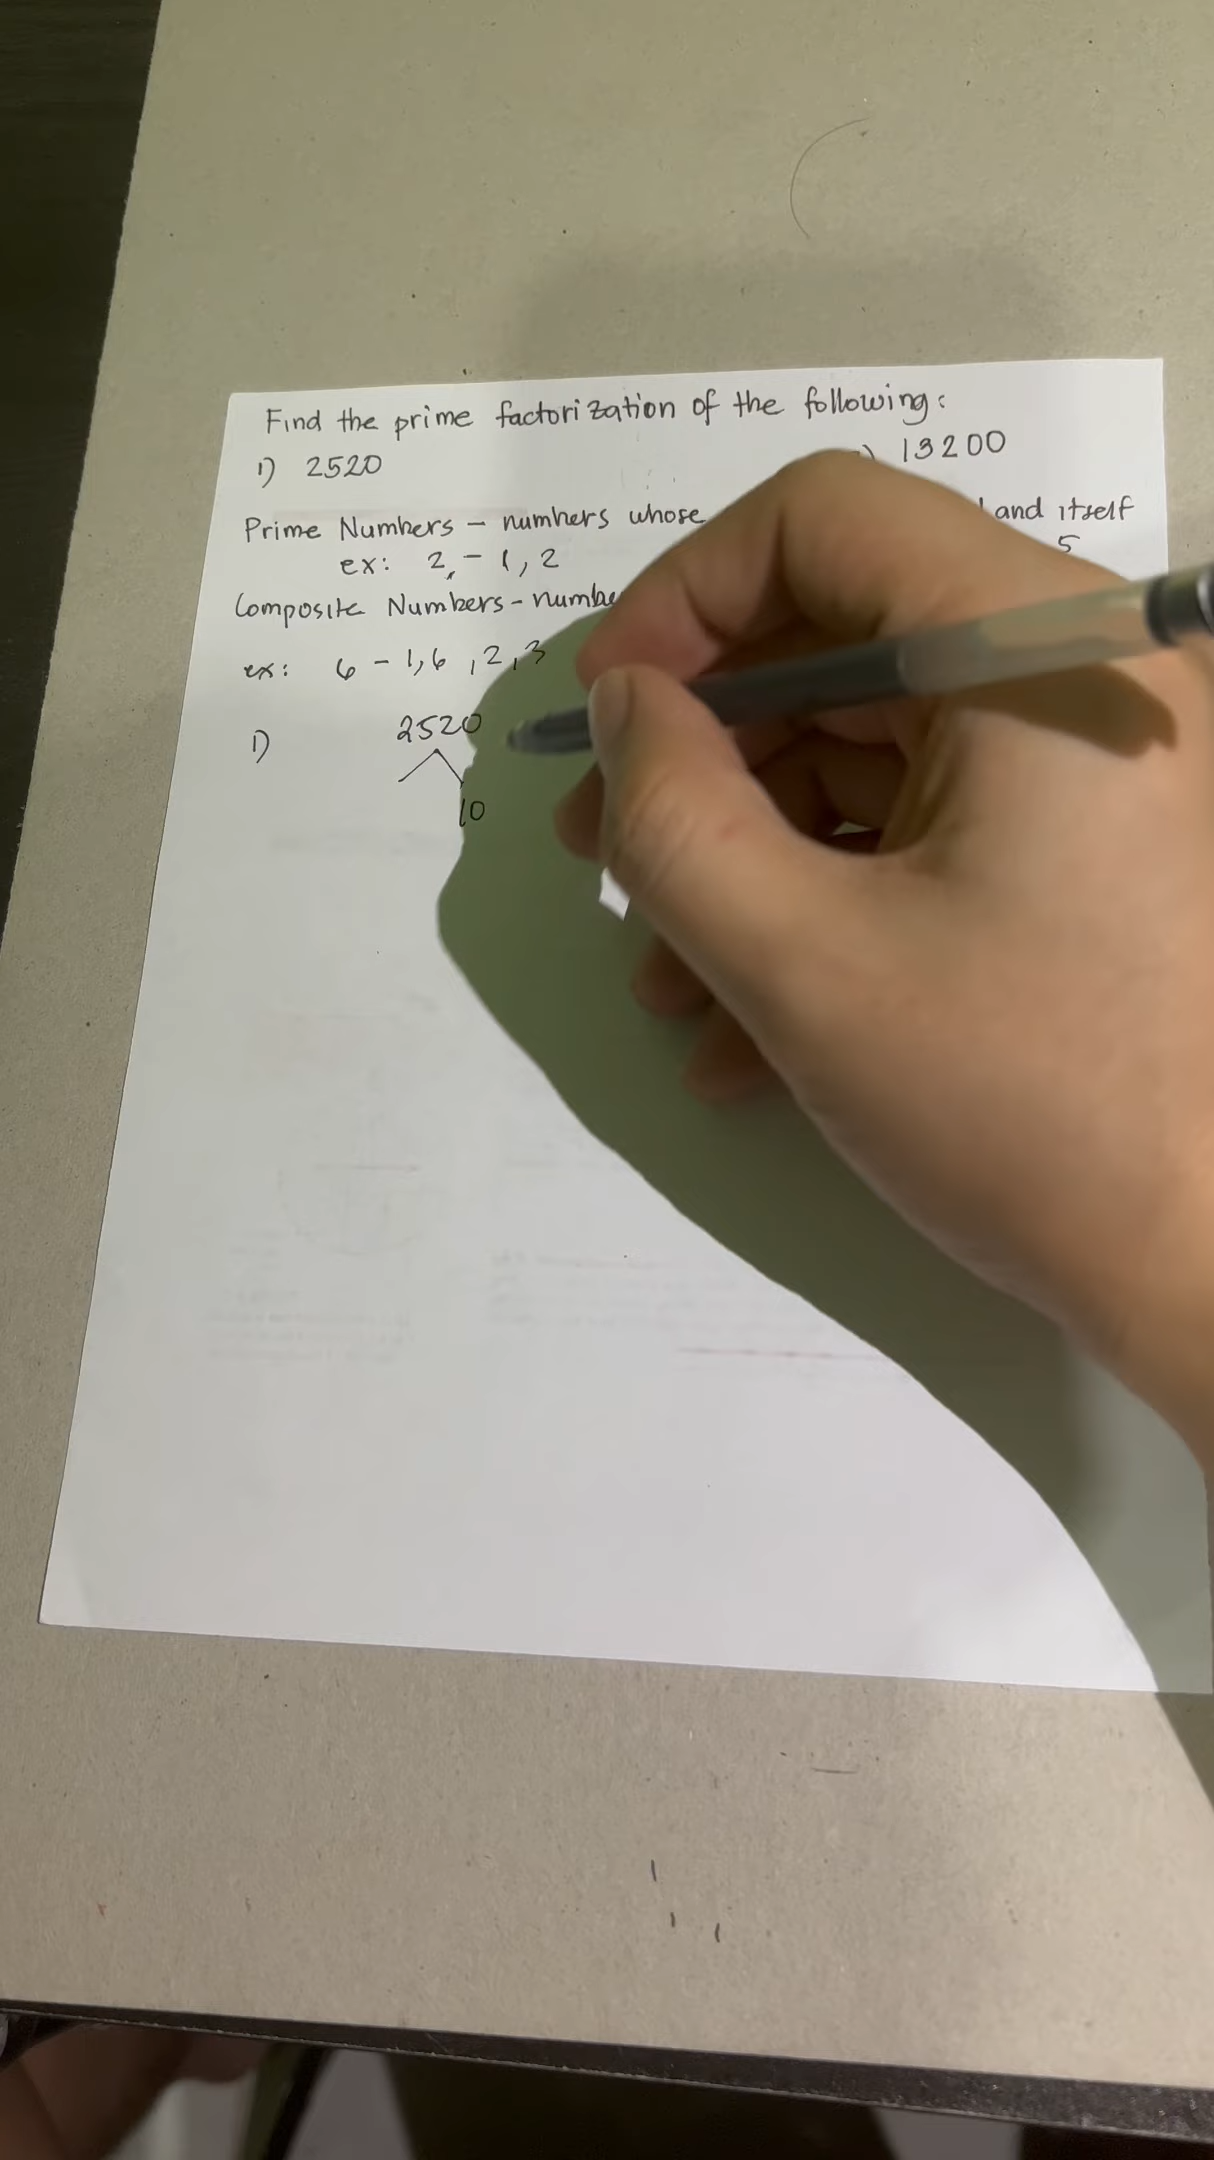 Find the prime factorization of the following:
1) 2520 ) 13200
Prime Numbers - numbers whose and itself
ex: 2 - 1, 2 5
Composite Numbers -
ex: 6 - 1, 6, 2, 3
1) 2520
10